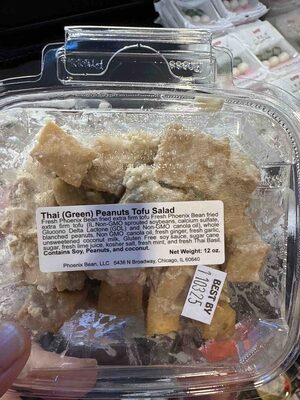 Thai (Green) Peanuts Tofu Salad
Fresh Phoenix Bean fried extra firm tofu Fresh Phoenix Bean fried
extra firm tofu (IL Non-GMO sprouted soybeans, calcium sulfate,
Glucono Delta Lactone (GDL) and Non-GMO canola oil), whole
blanched peanuts, Non GMO canola oil, fresh ginger, fresh garlic,
unsweetened coconut milk, Gluten Free soy sauce, sugar cane
sugar, fresh lime juice, kosher salt, fresh mint, and fresh Thai Basil.
Contains Soy, Peanuts, and coconut.
Net Weight: 12 oz.
Phoenix Bean, LLC 5438 N Broadway, Chicago, IL 60640
BEST BY
110325